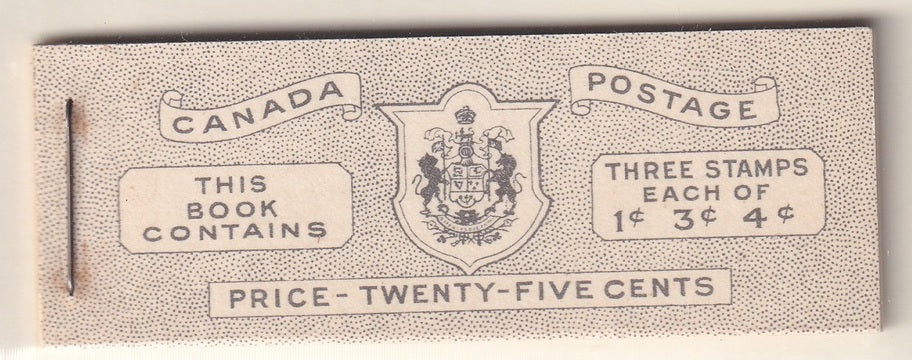 CANADA
POSTAGE
THIS
BOOK
CONTAINS
THREE STAMPS
EACH OF
1¢ 3¢ 4¢
PRICE-TWENTY-FIVE CENTS